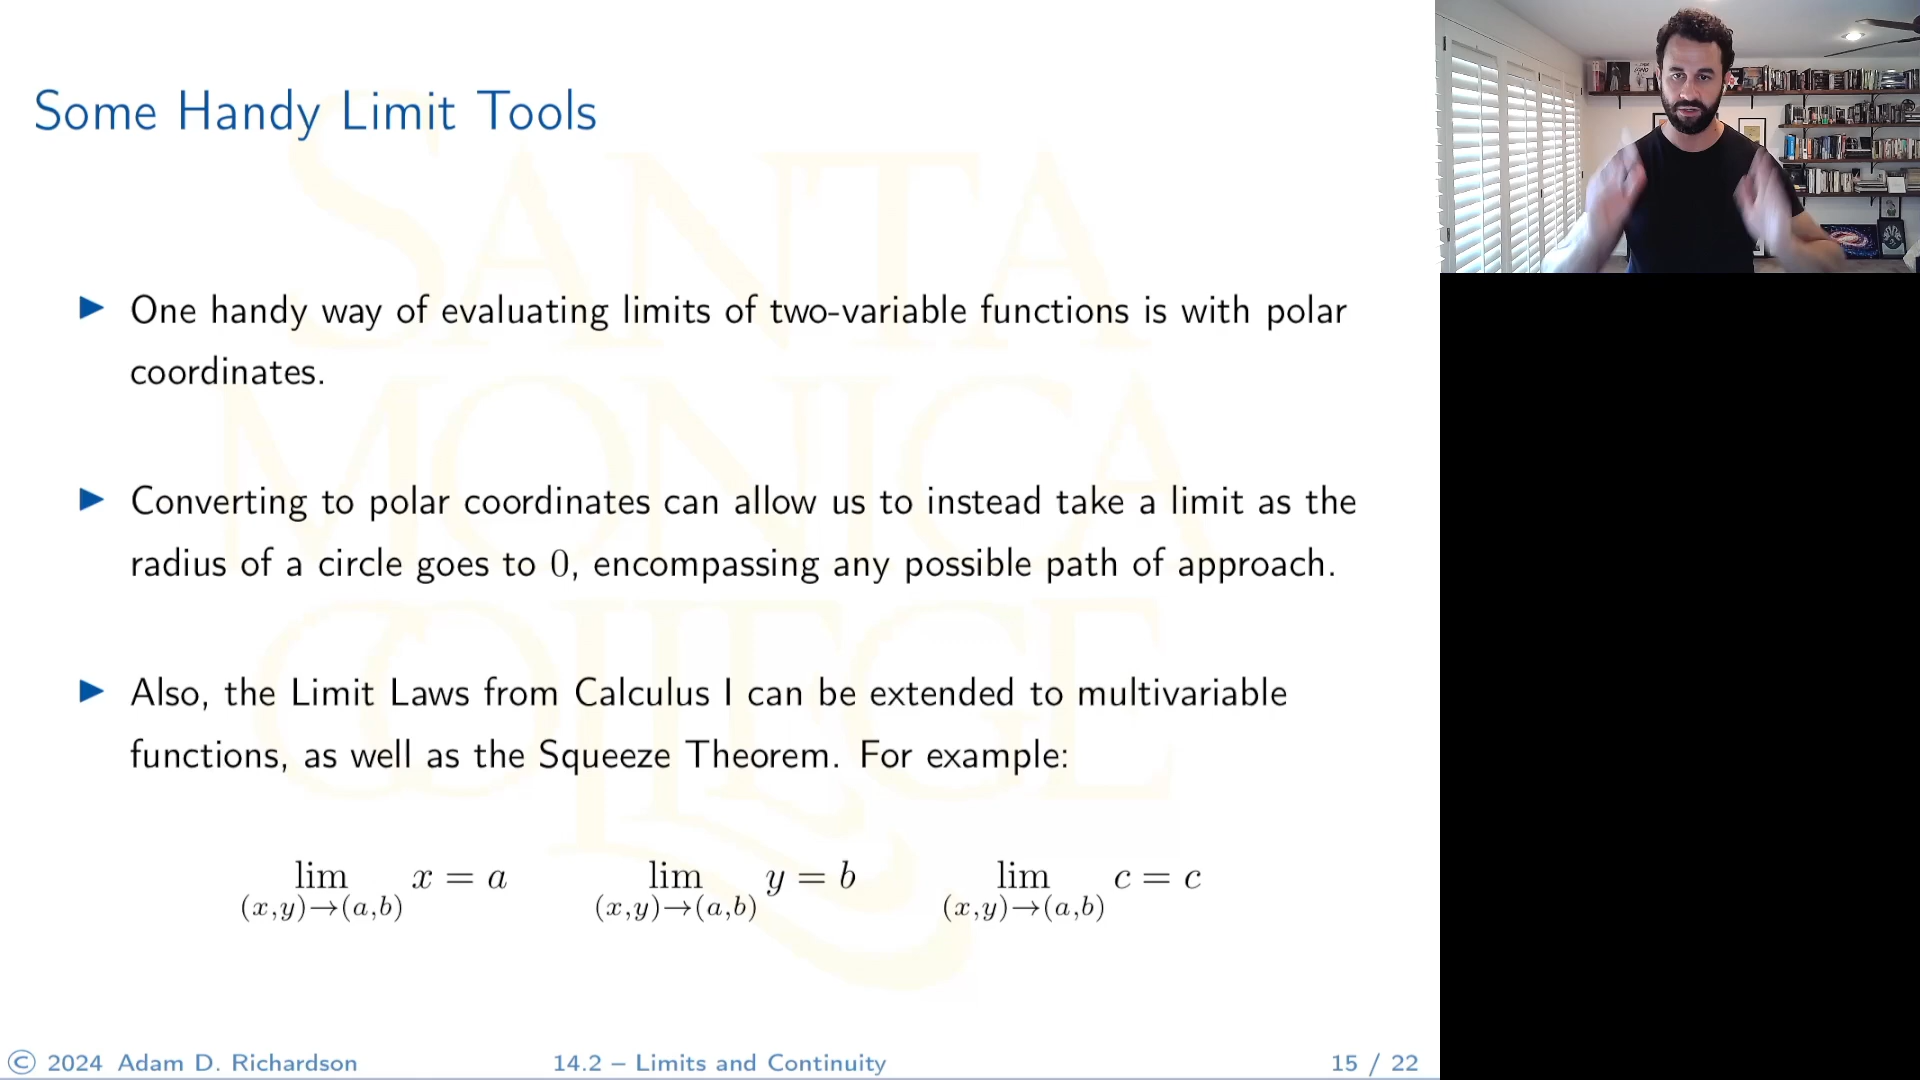 Some Handy Limit Tools
SANTA
MONICA
COLLEGE
▶ One handy way of evaluating limits of two-variable functions is with polar
coordinates.
▶ Converting to polar coordinates can allow us to instead take a limit as the
radius of a circle goes to 0, encompassing any possible path of approach.
▶ Also, the Limit Laws from Calculus I can be extended to multivariable
functions, as well as the Squeeze Theorem. For example:
lim x = a lim y = b lim c = c
(x,y)→(a,b) (x,y)→(a,b) (x,y)→(a,b)
© 2024 Adam D. Richardson 14.2 – Limits and Continuity 15 / 22